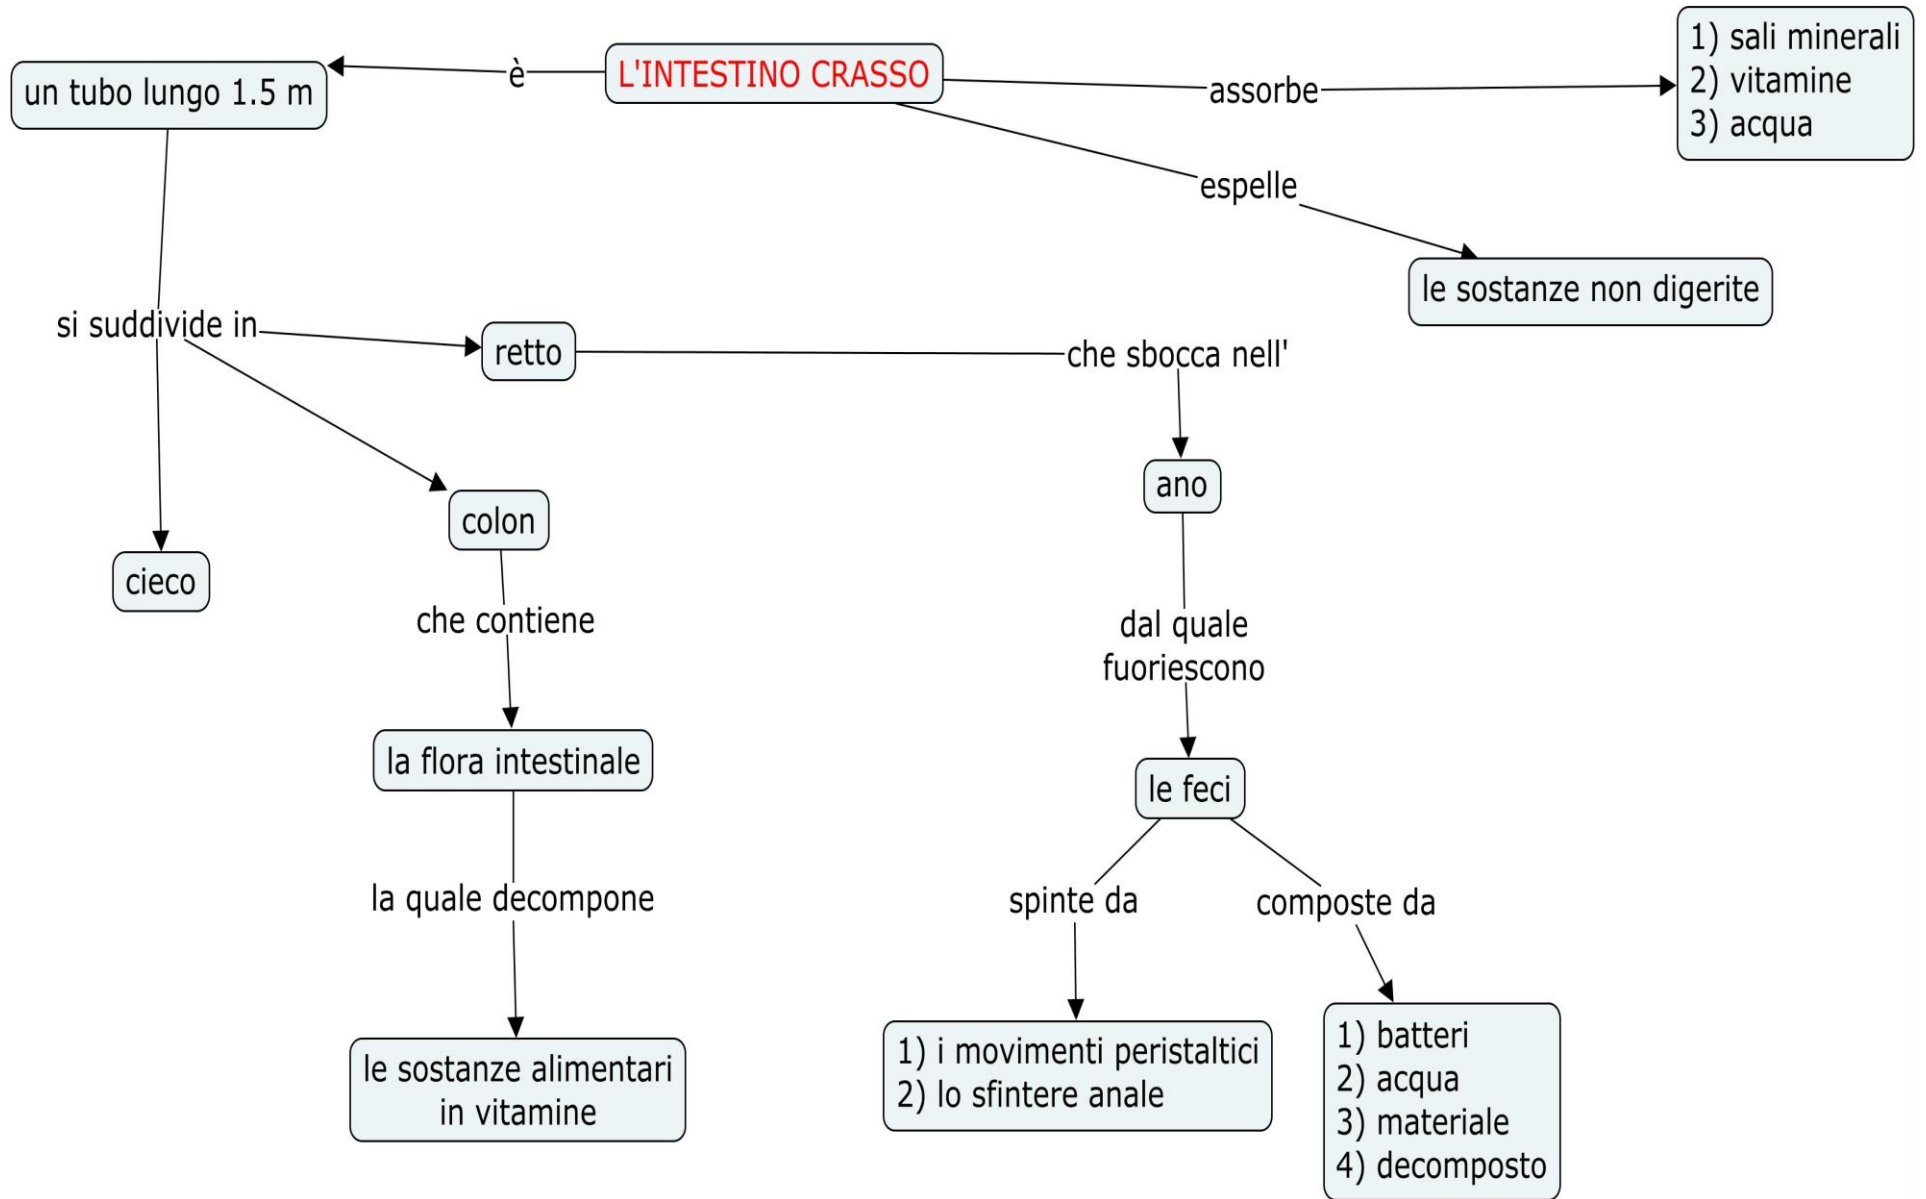 L'INTESTINO CRASSO
è
un tubo lungo 1.5 m
assorbe
1) sali minerali
2) vitamine
3) acqua
espelle
le sostanze non digerite
si suddivide in
retto
che sbocca nell'
ano
colon
cieco
che contiene
dal quale
fuoriescono
la flora intestinale
le feci
la quale decompone
spinte da
composte da
le sostanze alimentari
in vitamine
1) i movimenti peristaltici
2) lo sfintere anale
1) batteri
2) acqua
3) materiale
4) decomposto